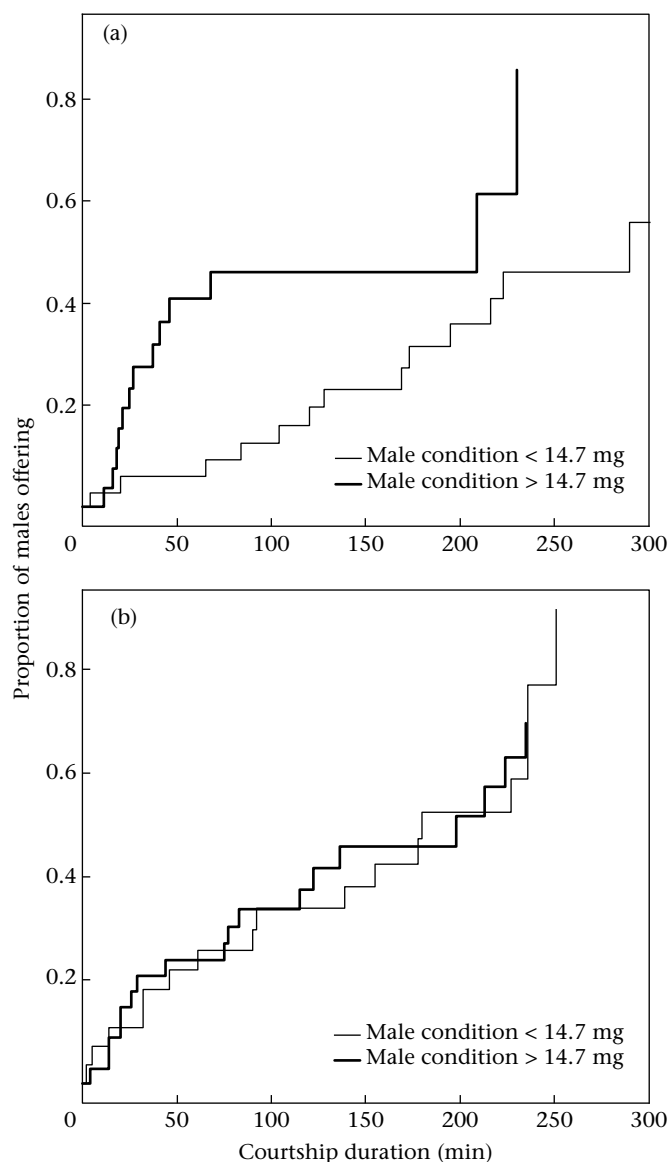 (a)
0.8
0.6
0.4
0.2
Male condition < 14.7 mg
Male condition > 14.7 mg
0 50 100 150 200 250 300
Proportion of males offering
(b)
0.8
0.6
0.4
0.2
Male condition < 14.7 mg
Male condition > 14.7 mg
0 50 100 150 200 250 300
Courtship duration (min)